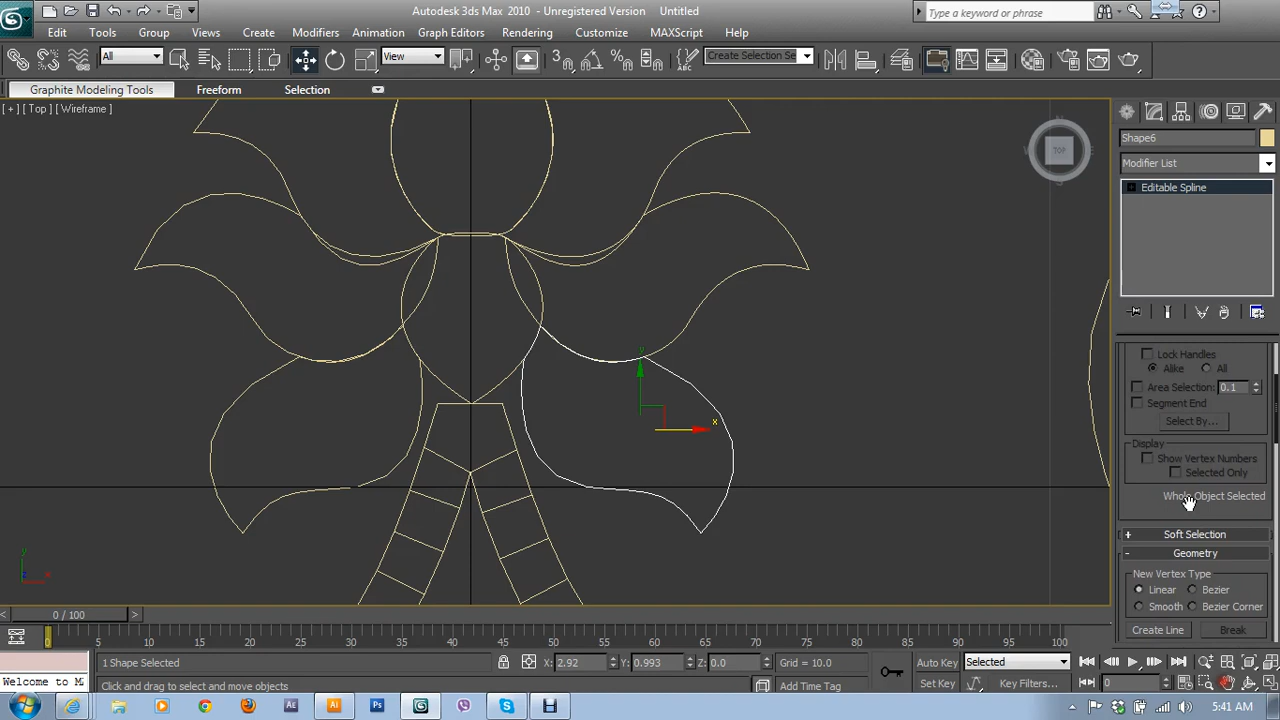 Autodesk 3ds Max 2010 - Unregistered Version Untitled
Type a keyword or phrase
Edit Tools Group Views Create Modifiers Animation Graph Editors Rendering Customize MAXScript Help
All View Create Selection Se
Graphite Modeling Tools Freeform Selection
[ + ] [ Top ] [ Wireframe ]
TOP
Shape6
Modifier List
Editable Spline
Lock Handles
Alike All
Area Selection: 0.1
Segment End
Select By...
Display
Show Vertex Numbers
Selected Only
Whole Object Selected
+ Soft Selection
- Geometry
New Vertex Type
Linear Bezier
Smooth Bezier Corner
Create Line Break
y
x
y
x
0 / 100
0 5 10 15 20 25 30 35 40 45 50 55 60 65 70 75 80 85 90 95 100
1 Shape Selected X: 2.92 Y: 0.993 Z: 0.0 Grid = 10.0 Auto Key Selected
Welcome to M Click and drag to select and move objects Add Time Tag Set Key Key Filters... 0
5:41 AM